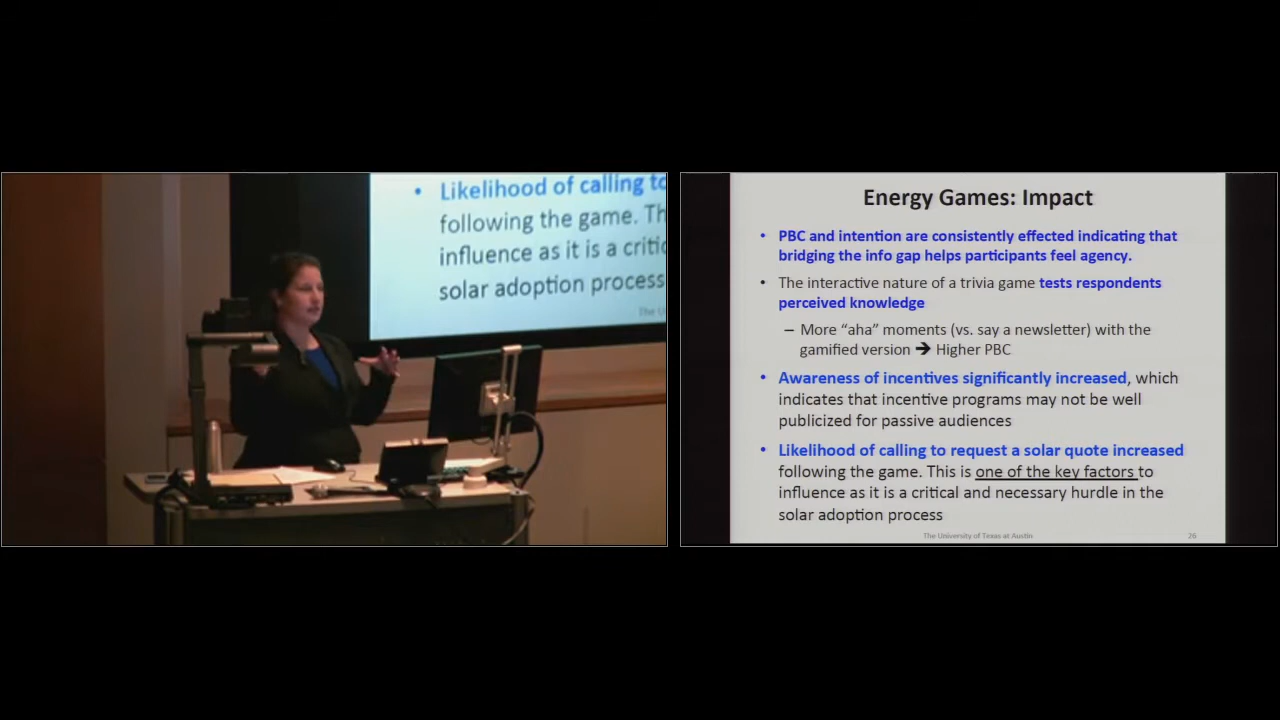 • Likelihood of calling to
following the game. Th
influence as it is a critic
solar adoption process
The U
Energy Games: Impact
• PBC and intention are consistently effected indicating that
bridging the info gap helps participants feel agency.
• The interactive nature of a trivia game tests respondents
perceived knowledge
– More “aha” moments (vs. say a newsletter) with the
gamified version ➔ Higher PBC
• Awareness of incentives significantly increased, which
indicates that incentive programs may not be well
publicized for passive audiences
• Likelihood of calling to request a solar quote increased
following the game. This is one of the key factors to
influence as it is a critical and necessary hurdle in the
solar adoption process
The University of Texas at Austin
26